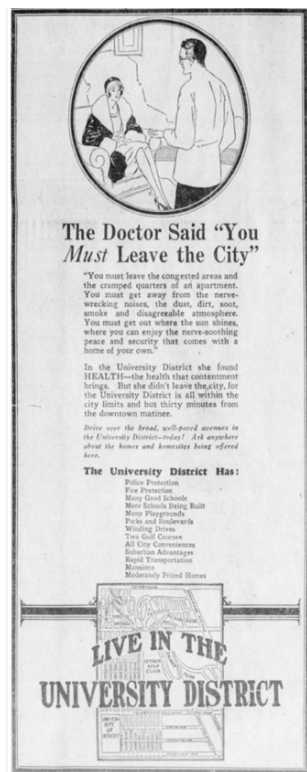 The Doctor Said "You
Must Leave the City"
"You must leave the congested areas and
the cramped quarters of an apartment.
You must get away from the nerve-
wrecking noises, the dust, dirt, soot,
smoke and disagreeable atmosphere.
You must get out where the sun shines,
where you can enjoy the nerve-soothing
peace and security that comes with a
home of your own."
In the University District she found
HEALTH—the health that contentment
brings. But she didn't leave the city, for
the University District is all within the
city limits and but thirty minutes from
the downtown matinee.
Drive over the broad, well-paved avenues in
the University District—today! Ask anywhere
about the homes and homesites being offered
here.
The University District Has:
Police Protection
Fire Protection
Many Good Schools
More Schools Being Built
Many Playgrounds
Parks and Boulevards
Winding Drives
Two Golf Courses
All City Conveniences
Suburban Advantages
Rapid Transportation
Mansions
Moderately Priced Homes
LIVE IN THE
DETROIT
GOLF
CLUB
UNIVERSITY DISTRICT
UNIVER-
SITY
OF
DETROIT